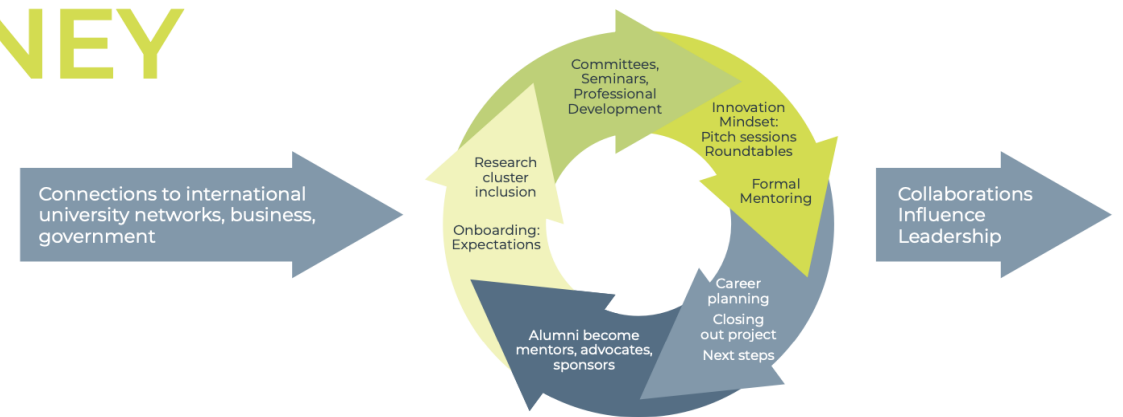 NEY
Connections to international
university networks, business,
government
Committees,
Seminars,
Professional
Development
Innovation
Mindset:
Pitch sessions
Roundtables
Formal
Mentoring
Career
planning
Closing
out project
Next steps
Alumni become
mentors, advocates,
sponsors
Onboarding:
Expectations
Research
cluster
inclusion
Collaborations
Influence
Leadership